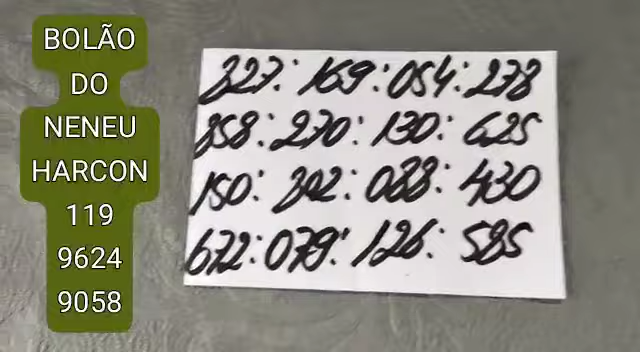 BOLÃO
DO
NENEU
HARCON
119
9624
9058
327: 169: 054: 278
858: 270: 130: 625
150: 302: 088: 430
672: 079: 126: 585